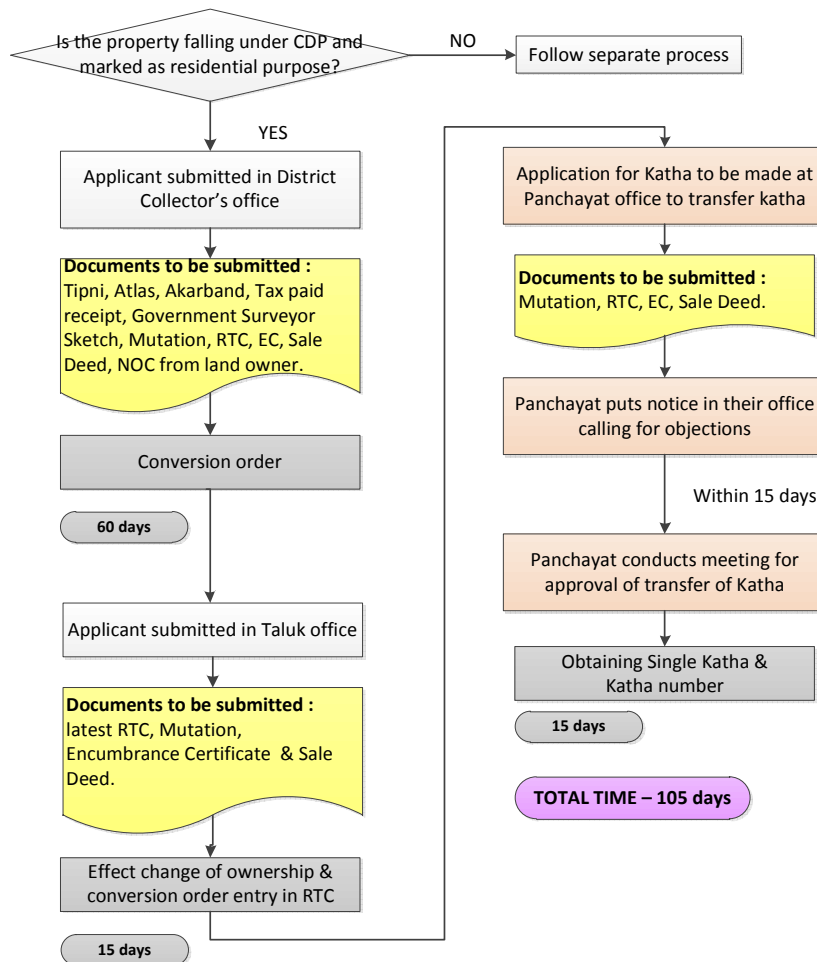 Is the property falling under CDP and
marked as residential purpose?
NO
Follow separate process
YES
Applicant submitted in District
Collector's office
Documents to be submitted :
Tipni, Atlas, Akarband, Tax paid
receipt, Government Surveyor
Sketch, Mutation, RTC, EC, Sale
Deed, NOC from land owner.
Conversion order
60 days
Applicant submitted in Taluk office
Documents to be submitted :
latest RTC, Mutation,
Encumbrance Certificate & Sale
Deed.
Effect change of ownership &
conversion order entry in RTC
15 days
Application for Katha to be made at
Panchayat office to transfer katha
Documents to be submitted :
Mutation, RTC, EC, Sale Deed.
Panchayat puts notice in their office
calling for objections
Within 15 days
Panchayat conducts meeting for
approval of transfer of Katha
Obtaining Single Katha &
Katha number
15 days
TOTAL TIME – 105 days